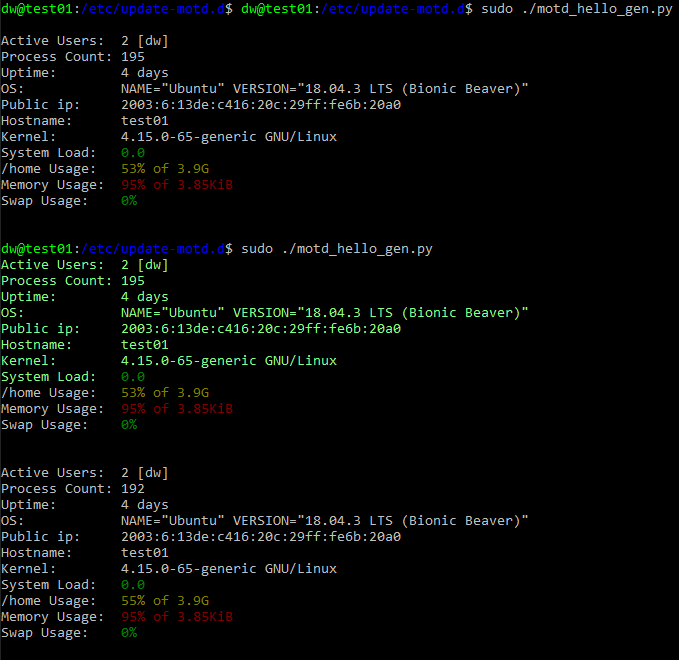 dw@test01:/etc/update-motd.d$ dw@test01:/etc/update-motd.d$ sudo ./motd_hello_gen.py
Active Users:  2 [dw]
Process Count: 195
Uptime:        4 days
OS:            NAME="Ubuntu" VERSION="18.04.3 LTS (Bionic Beaver)"
Public ip:     2003:6:13de:c416:20c:29ff:fe6b:20a0
Hostname:      test01
Kernel:        4.15.0-65-generic GNU/Linux
System Load:   0.0
/home Usage:   53% of 3.9G
Memory Usage:  95% of 3.85KiB
Swap Usage:    0%
dw@test01:/etc/update-motd.d$ sudo ./motd_hello_gen.py
Active Users:  2 [dw]
Process Count: 195
Uptime:        4 days
OS:            NAME="Ubuntu" VERSION="18.04.3 LTS (Bionic Beaver)"
Public ip:     2003:6:13de:c416:20c:29ff:fe6b:20a0
Hostname:      test01
Kernel:        4.15.0-65-generic GNU/Linux
System Load:   0.0
/home Usage:   53% of 3.9G
Memory Usage:  95% of 3.85KiB
Swap Usage:    0%
Active Users:  2 [dw]
Process Count: 192
Uptime:        4 days
OS:            NAME="Ubuntu" VERSION="18.04.3 LTS (Bionic Beaver)"
Public ip:     2003:6:13de:c416:20c:29ff:fe6b:20a0
Hostname:      test01
Kernel:        4.15.0-65-generic GNU/Linux
System Load:   0.0
/home Usage:   55% of 3.9G
Memory Usage:  95% of 3.85KiB
Swap Usage:    0%